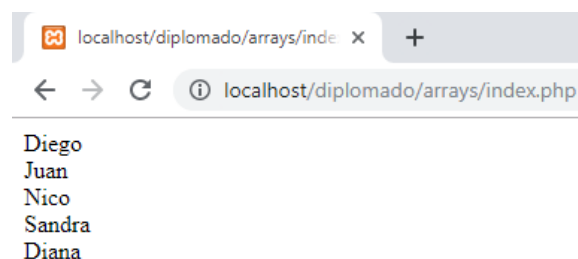 localhost/diplomado/arrays/inde
localhost/diplomado/arrays/index.php
Diego
Juan
Nico
Sandra
Diana